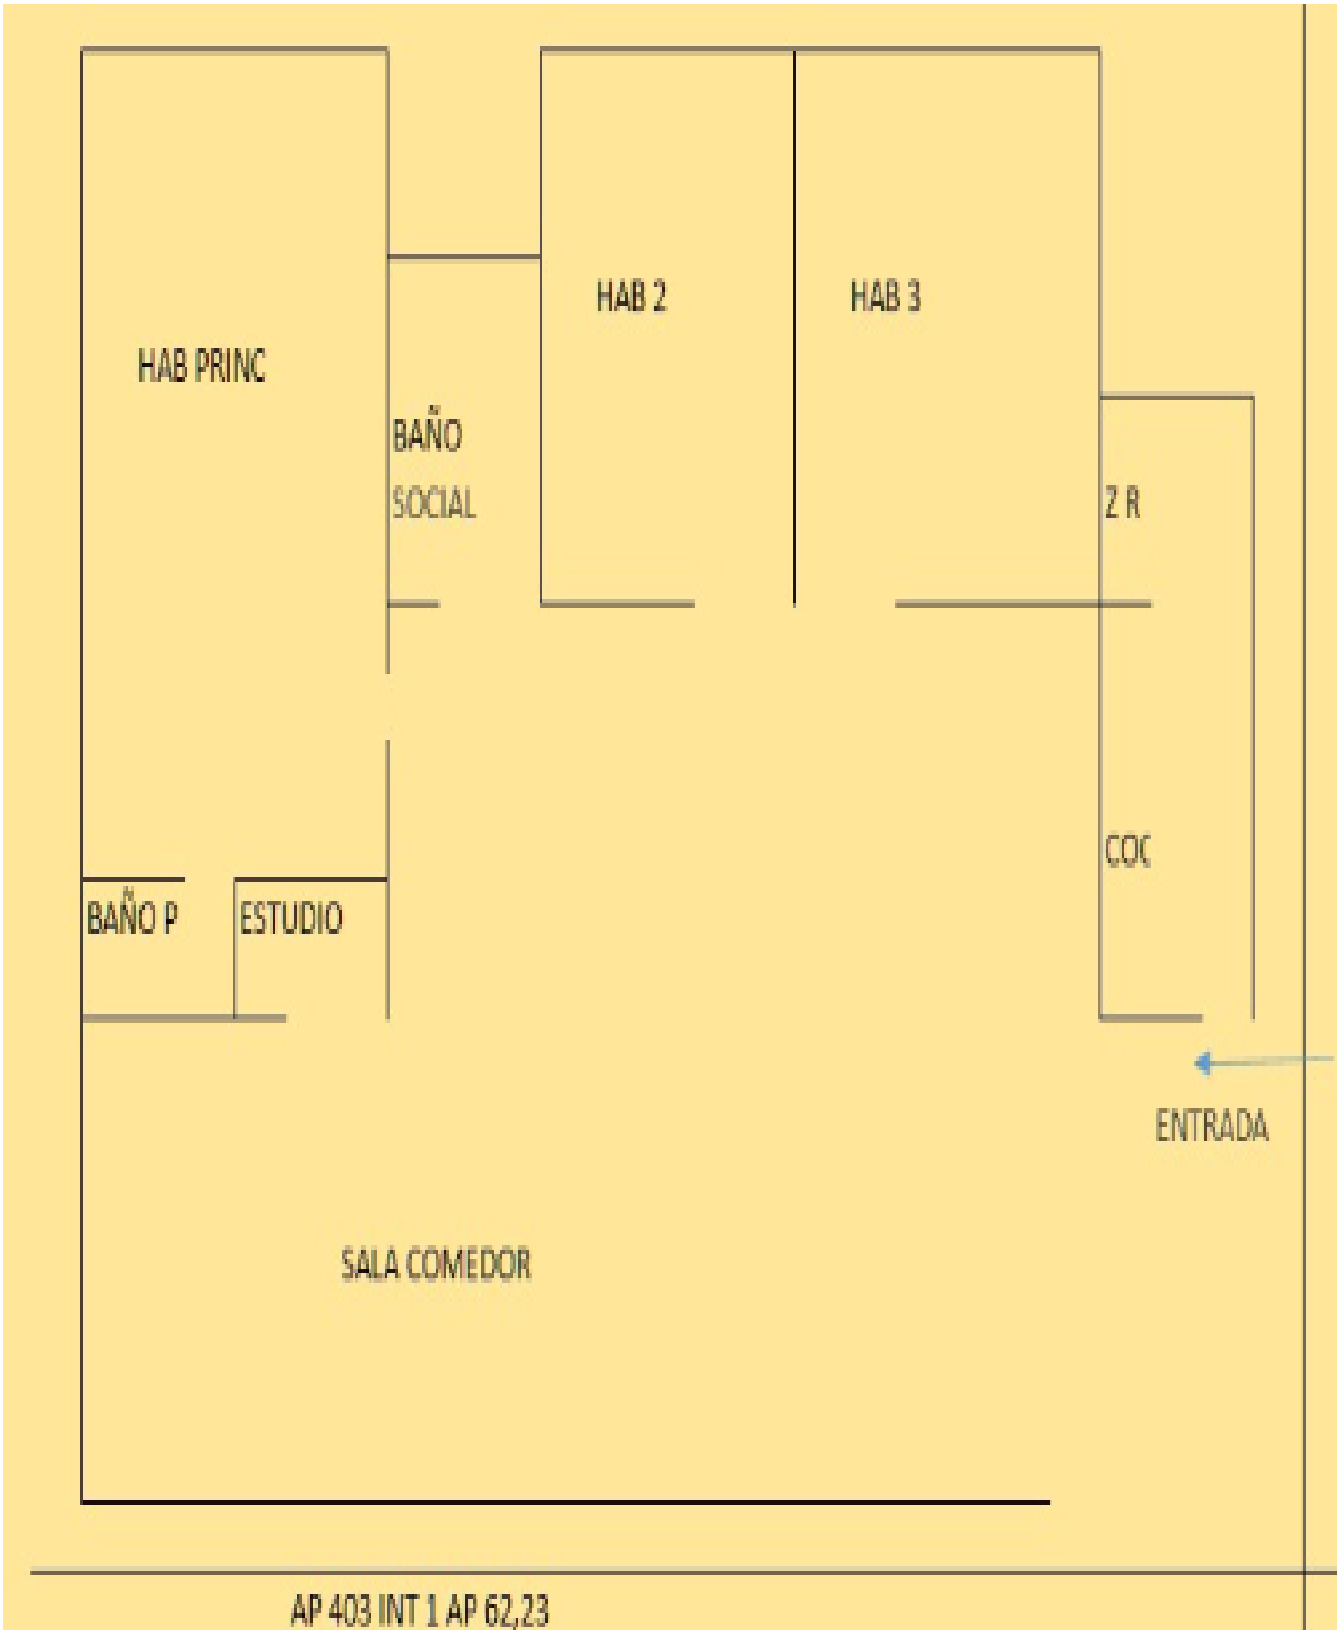 HAB 2
HAB 3
HAB PRINC
BAÑO
SOCIAL
Z R
COC
BAÑO P
ESTUDIO
ENTRADA
SALA COMEDOR
AP 403 INT 1 AP 62,23